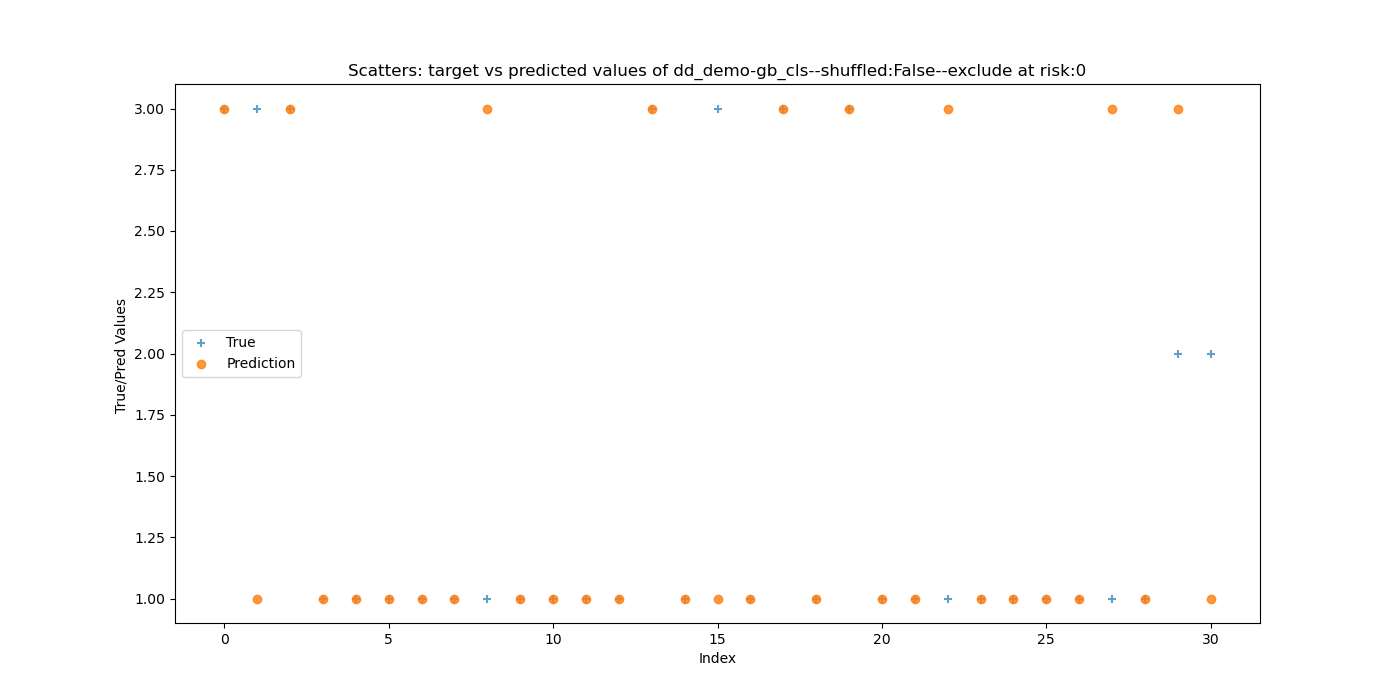 Scatters: target vs predicted values of dd_demo-gb_cls--shuffled:False--exclude at risk:0
3.00
2.75
2.50
2.25
2.00
1.75
1.50
1.25
1.00
True/Pred Values
True
Prediction
0 5 10 15 20 25 30
Index